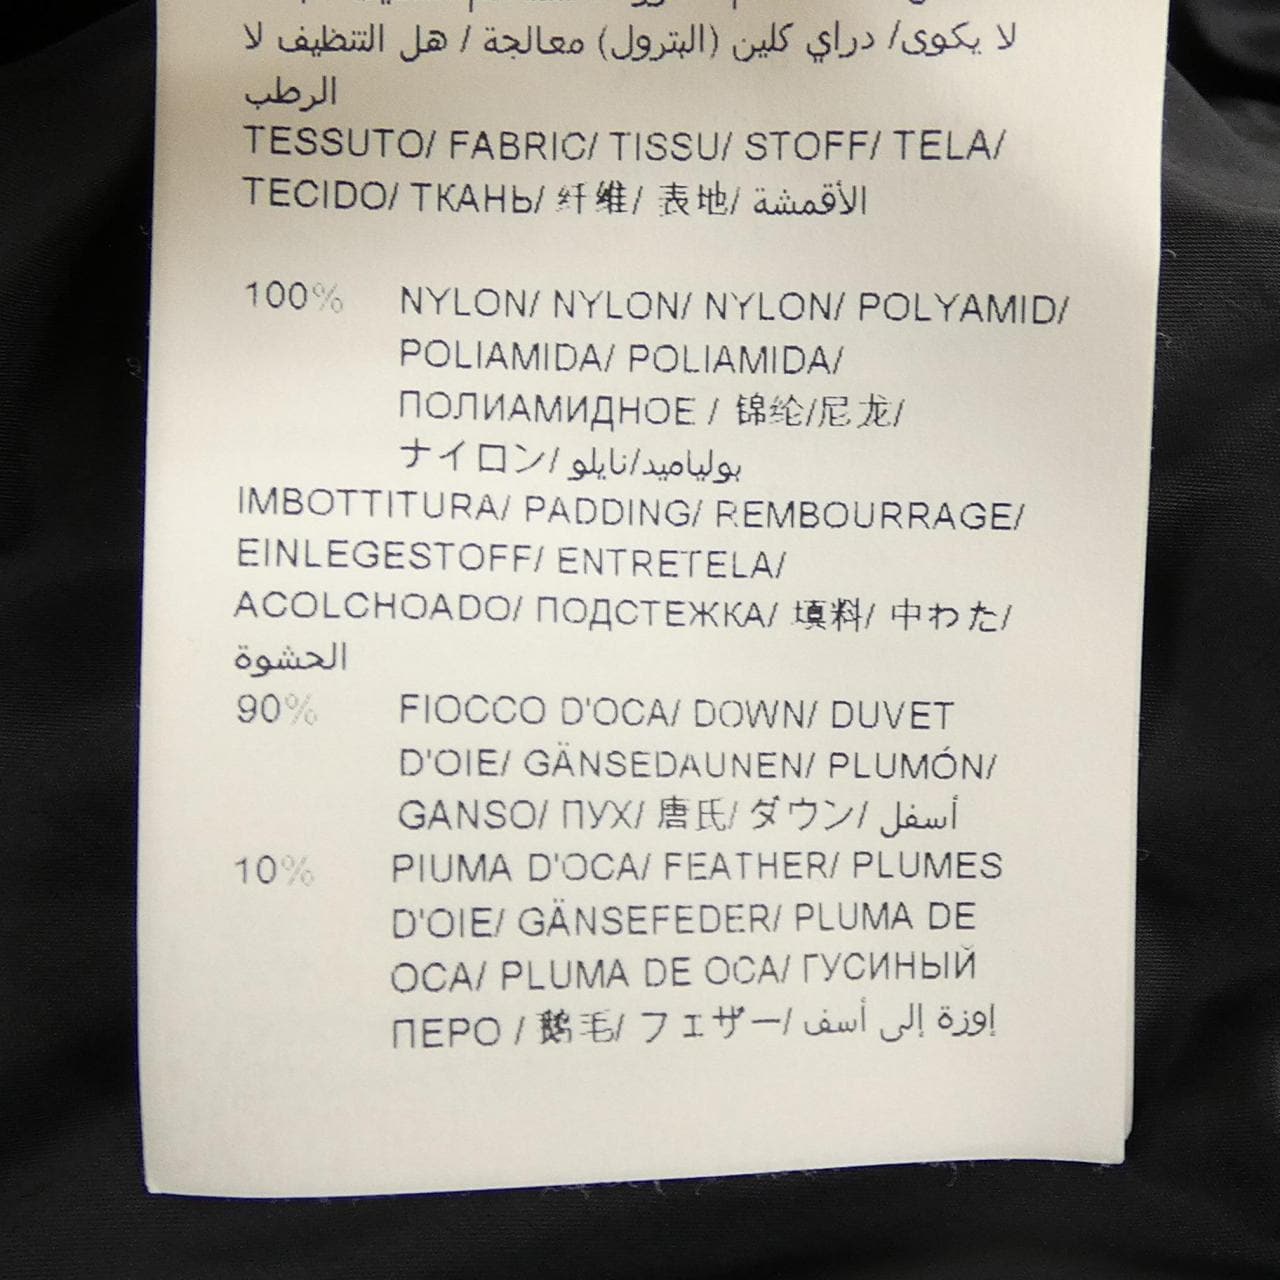 لا يكوى/ دراي كلين (البترول) معالجة / هل التنظيف لا
الرطب
TESSUTO/ FABRIC/ TISSU/ STOFF/ TELA/
TECIDO/ ТКАНЬ/ 纤维/ 表地/ الأقمشة
100% NYLON/ NYLON/ NYLON/ POLYAMID/
POLIAMIDA/ POLIAMIDA/
ПОЛИАМИДНОЕ / 锦纶/尼龙/
ナイロン/ بولياميد/نايلو
IMBOTTITURA/ PADDING/ REMBOURRAGE/
EINLEGESTOFF/ ENTRETELA/
ACOLCHOADO/ ПОДСТЕЖКА/ 填料/ 中わた/
الحشوة
90% FIOCCO D'OCA/ DOWN/ DUVET
D'OIE/ GÄNSEDAUNEN/ PLUMÓN/
GANSO/ ПУХ/ 唐氏/ ダウン/ أسفل
10% PIUMA D'OCA/ FEATHER/ PLUMES
D'OIE/ GÄNSEFEDER/ PLUMA DE
OCA/ PLUMA DE OCA/ ГУСИНЫЙ
ПЕРО / 鹅毛/ フェザー/ إوزة إلى أسف